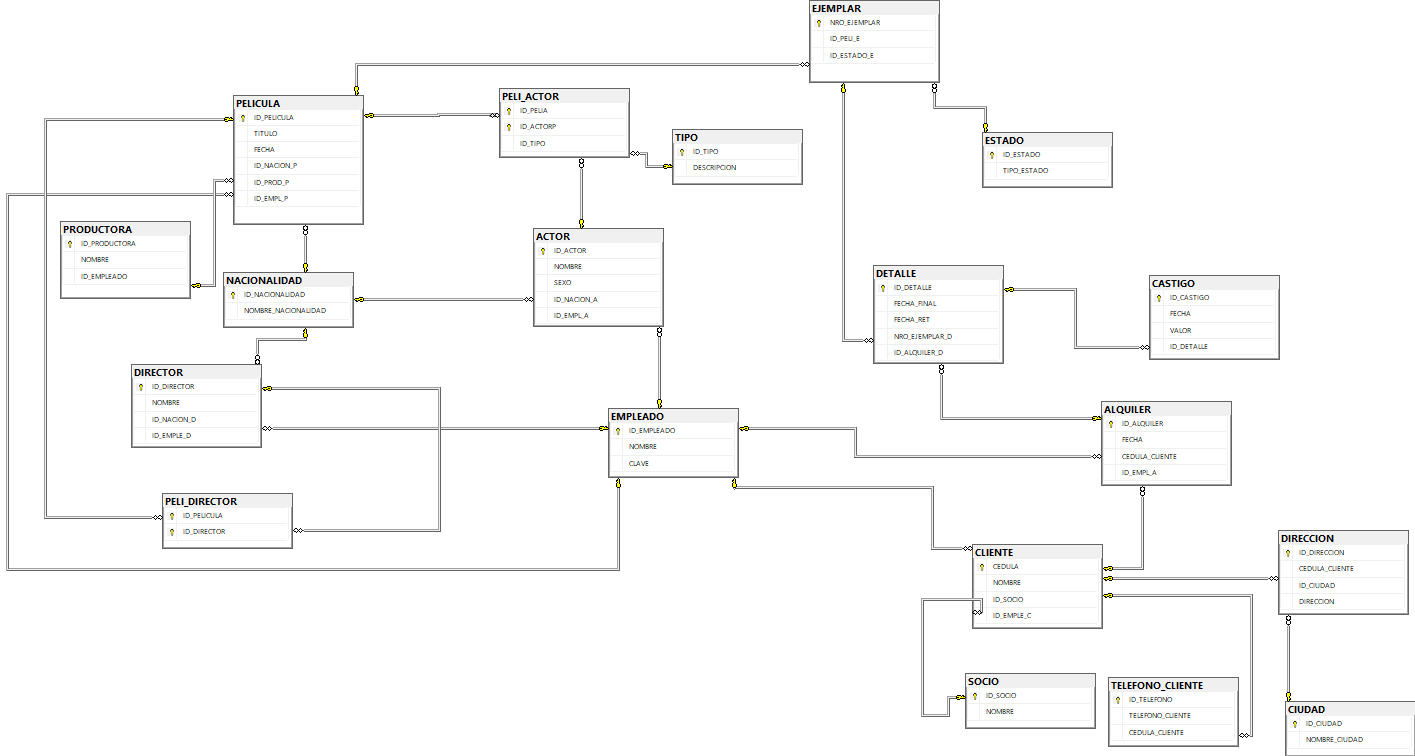 EJEMPLAR
NRO_EJEMPLAR
ID_PELI_E
ID_ESTADO_E
PELICULA
ID_PELICULA
TITULO
FECHA
ID_NACION_P
ID_PROD_P
ID_EMPL_P
PELI_ACTOR
ID_PELIA
ID_ACTORP
ID_TIPO
TIPO
ID_TIPO
DESCRIPCION
ESTADO
ID_ESTADO
TIPO_ESTADO
PRODUCTORA
ID_PRODUCTORA
NOMBRE
ID_EMPLEADO
NACIONALIDAD
ID_NACIONALIDAD
NOMBRE_NACIONALIDAD
ACTOR
ID_ACTOR
NOMBRE
SEXO
ID_NACION_A
ID_EMPL_A
DETALLE
ID_DETALLE
FECHA_FINAL
FECHA_RET
NRO_EJEMPLAR_D
ID_ALQUILER_D
CASTIGO
ID_CASTIGO
FECHA
VALOR
ID_DETALLE
DIRECTOR
ID_DIRECTOR
NOMBRE
ID_NACION_D
ID_EMPLE_D
EMPLEADO
ID_EMPLEADO
NOMBRE
CLAVE
ALQUILER
ID_ALQUILER
FECHA
CEDULA_CLIENTE
ID_EMPL_A
PELI_DIRECTOR
ID_PELICULA
ID_DIRECTOR
CLIENTE
CEDULA
NOMBRE
ID_SOCIO
ID_EMPLE_C
DIRECCION
ID_DIRECCION
CEDULA_CLIENTE
ID_CIUDAD
DIRECCION
SOCIO
ID_SOCIO
NOMBRE
TELEFONO_CLIENTE
ID_TELEFONO
TELEFONO_CLIENTE
CEDULA_CLIENTE
CIUDAD
ID_CIUDAD
NOMBRE_CIUDAD